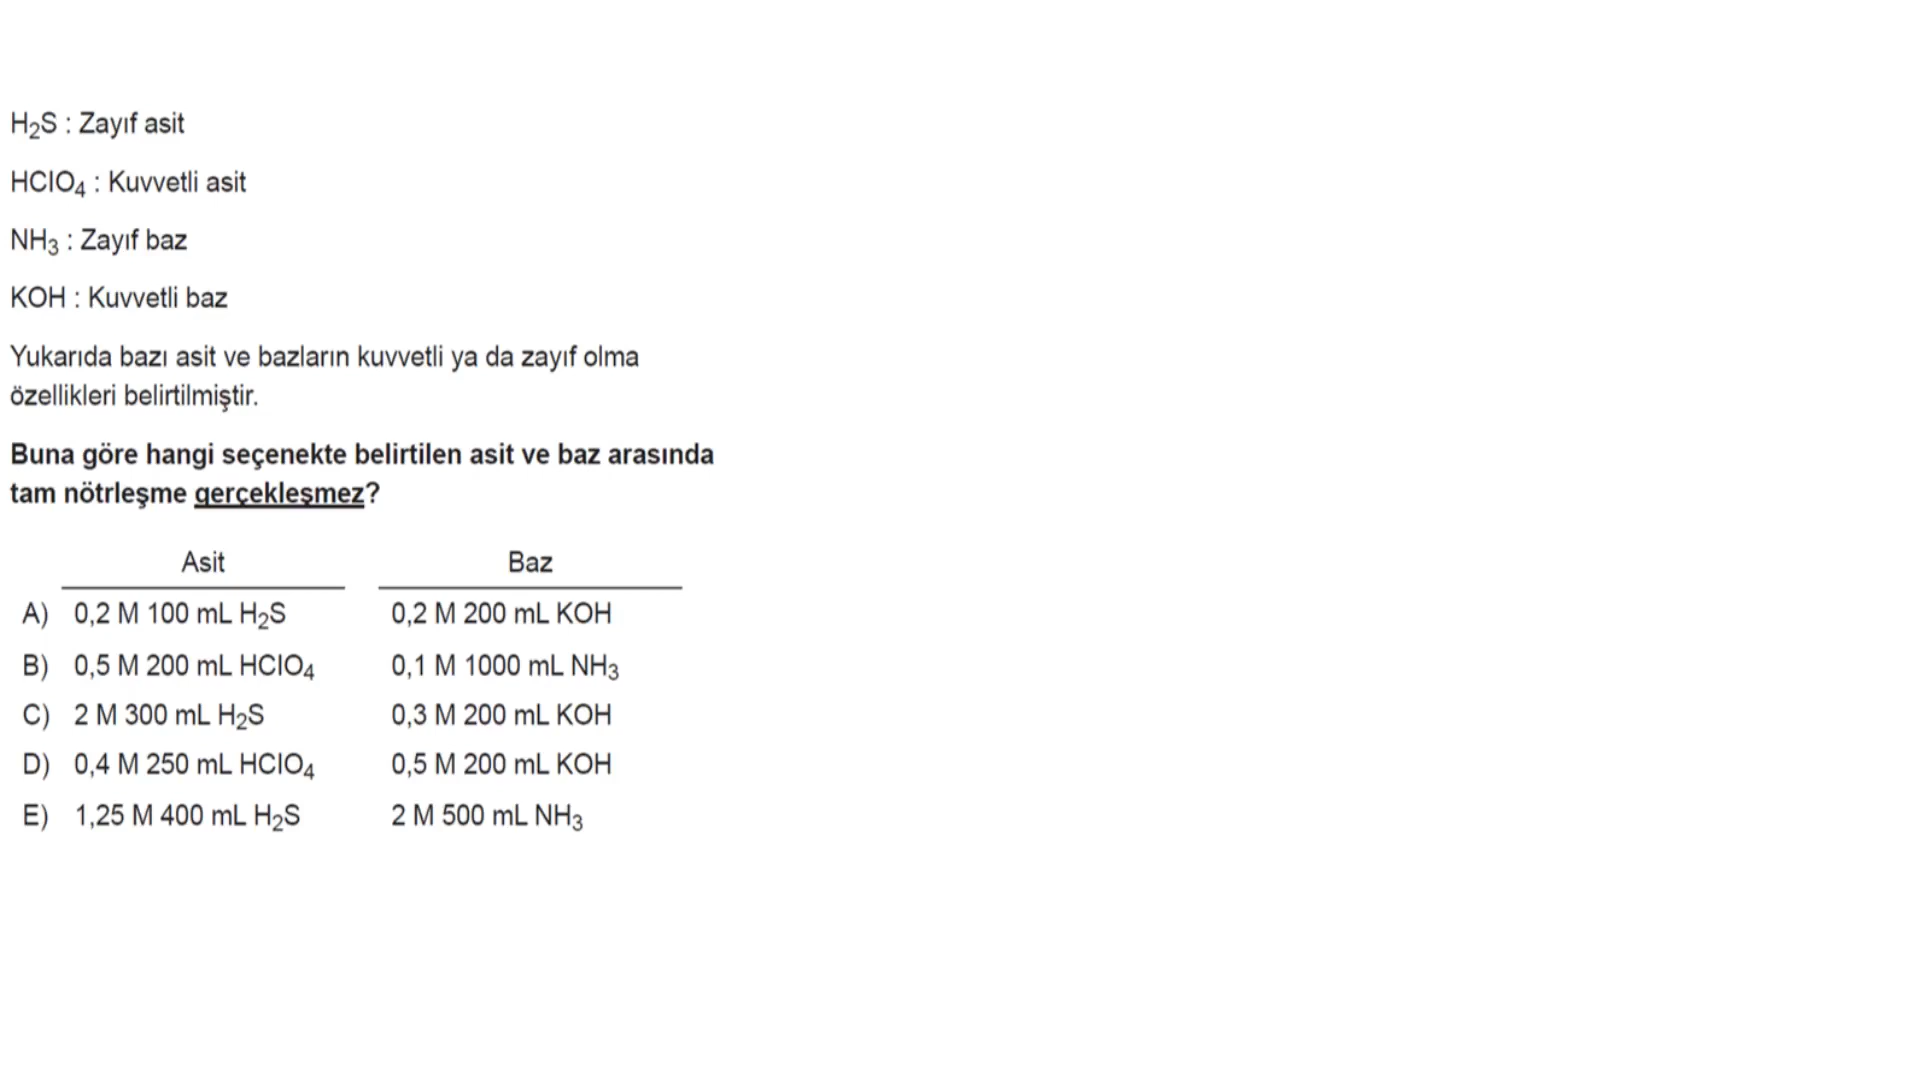 H₂S : Zayıf asit
HClO₄ : Kuvvetli asit
NH₃ : Zayıf baz
KOH : Kuvvetli baz
Yukarıda bazı asit ve bazların kuvvetli ya da zayıf olma
özellikleri belirtilmiştir.
Buna göre hangi seçenekte belirtilen asit ve baz arasında
tam nötrleşme gerçekleşmez?
Asit Baz
A) 0,2 M 100 mL H₂S 0,2 M 200 mL KOH
B) 0,5 M 200 mL HClO₄ 0,1 M 1000 mL NH₃
C) 2 M 300 mL H₂S 0,3 M 200 mL KOH
D) 0,4 M 250 mL HClO₄ 0,5 M 200 mL KOH
E) 1,25 M 400 mL H₂S 2 M 500 mL NH₃